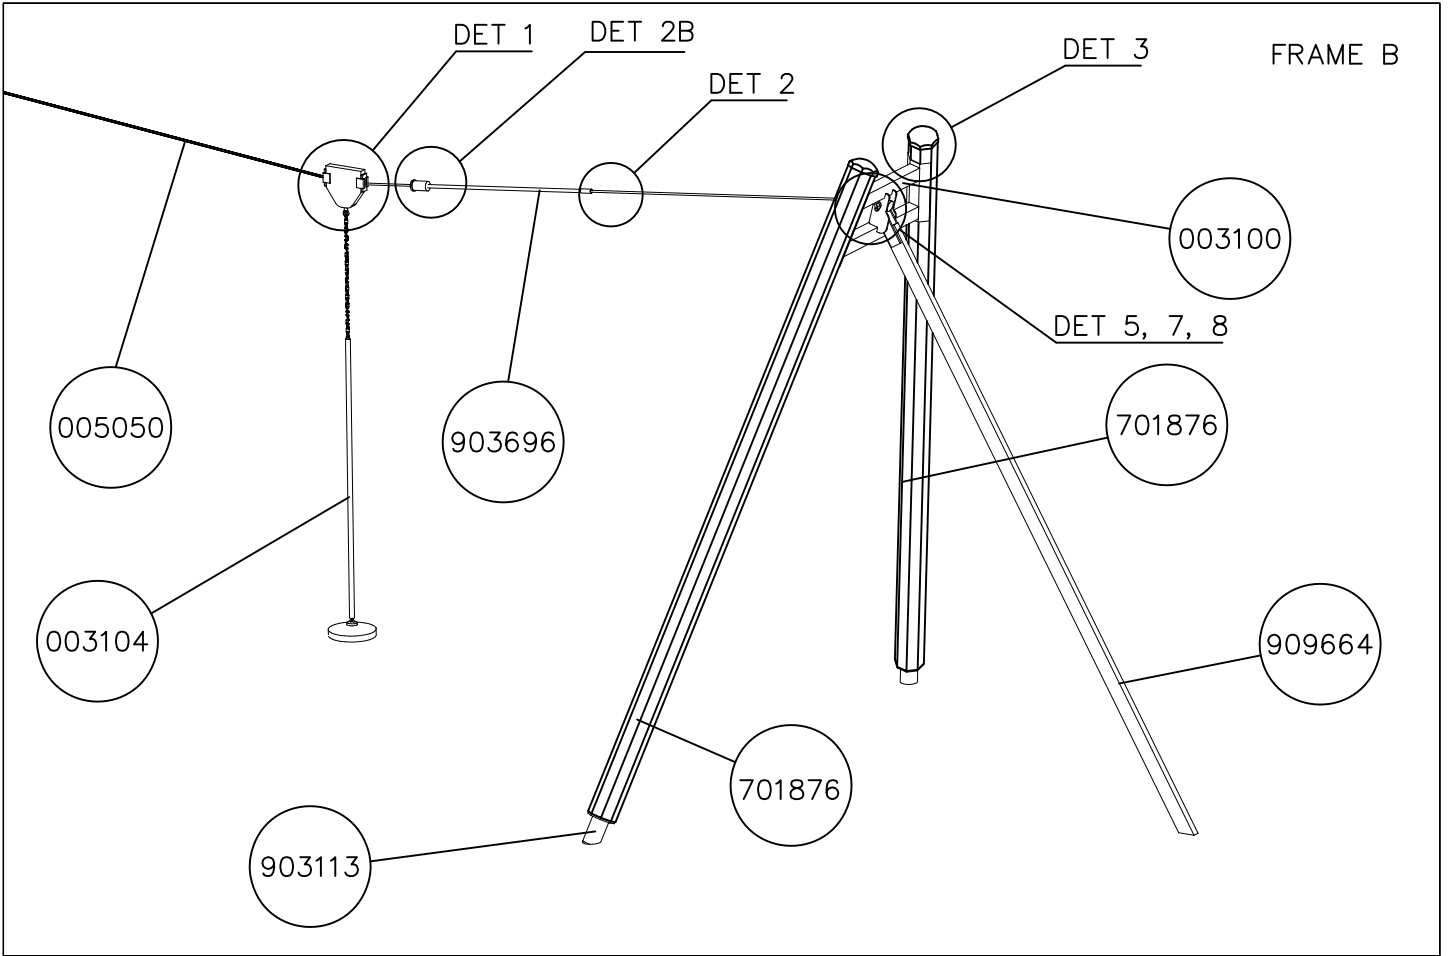 DET 1
DET 2B
DET 3
FRAME B
DET 2
003100
DET 5, 7, 8
005050
903696
701876
003104
909664
701876
903113